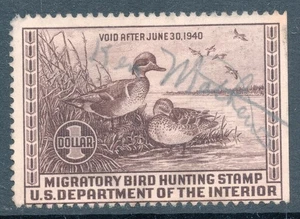 VOID AFTER JUNE 30, 1940
1
DOLLAR
MIGRATORY BIRD HUNTING STAMP
U.S. DEPARTMENT OF THE INTERIOR